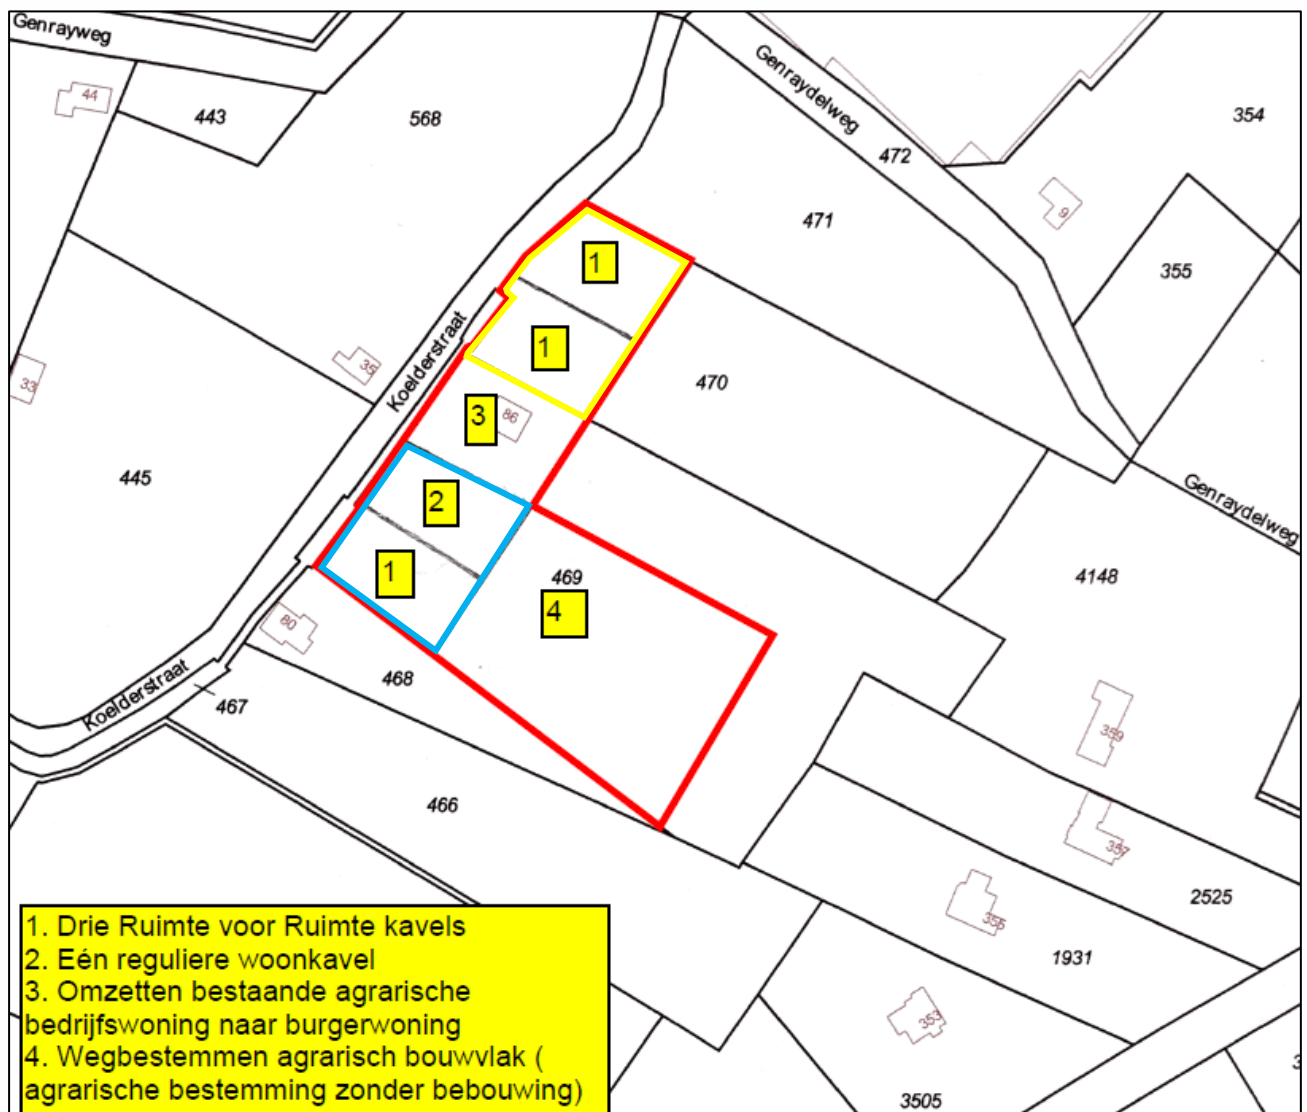 Genrayweg
44
443
568
Genraydelweg
472
354
9
471
355
1
Koelderstraat
1
35
33
470
3
86
445
2
Genraydelweg
1
469
4
4148
80
468
Koelderstraat
467
359
466
357
2525
355
1931
353
3505
1. Drie Ruimte voor Ruimte kavels
2. Eén reguliere woonkavel
3. Omzetten bestaande agrarische
bedrijfswoning naar burgerwoning
4. Wegbestemmen agrarisch bouwvlak (
agrarische bestemming zonder bebouwing)